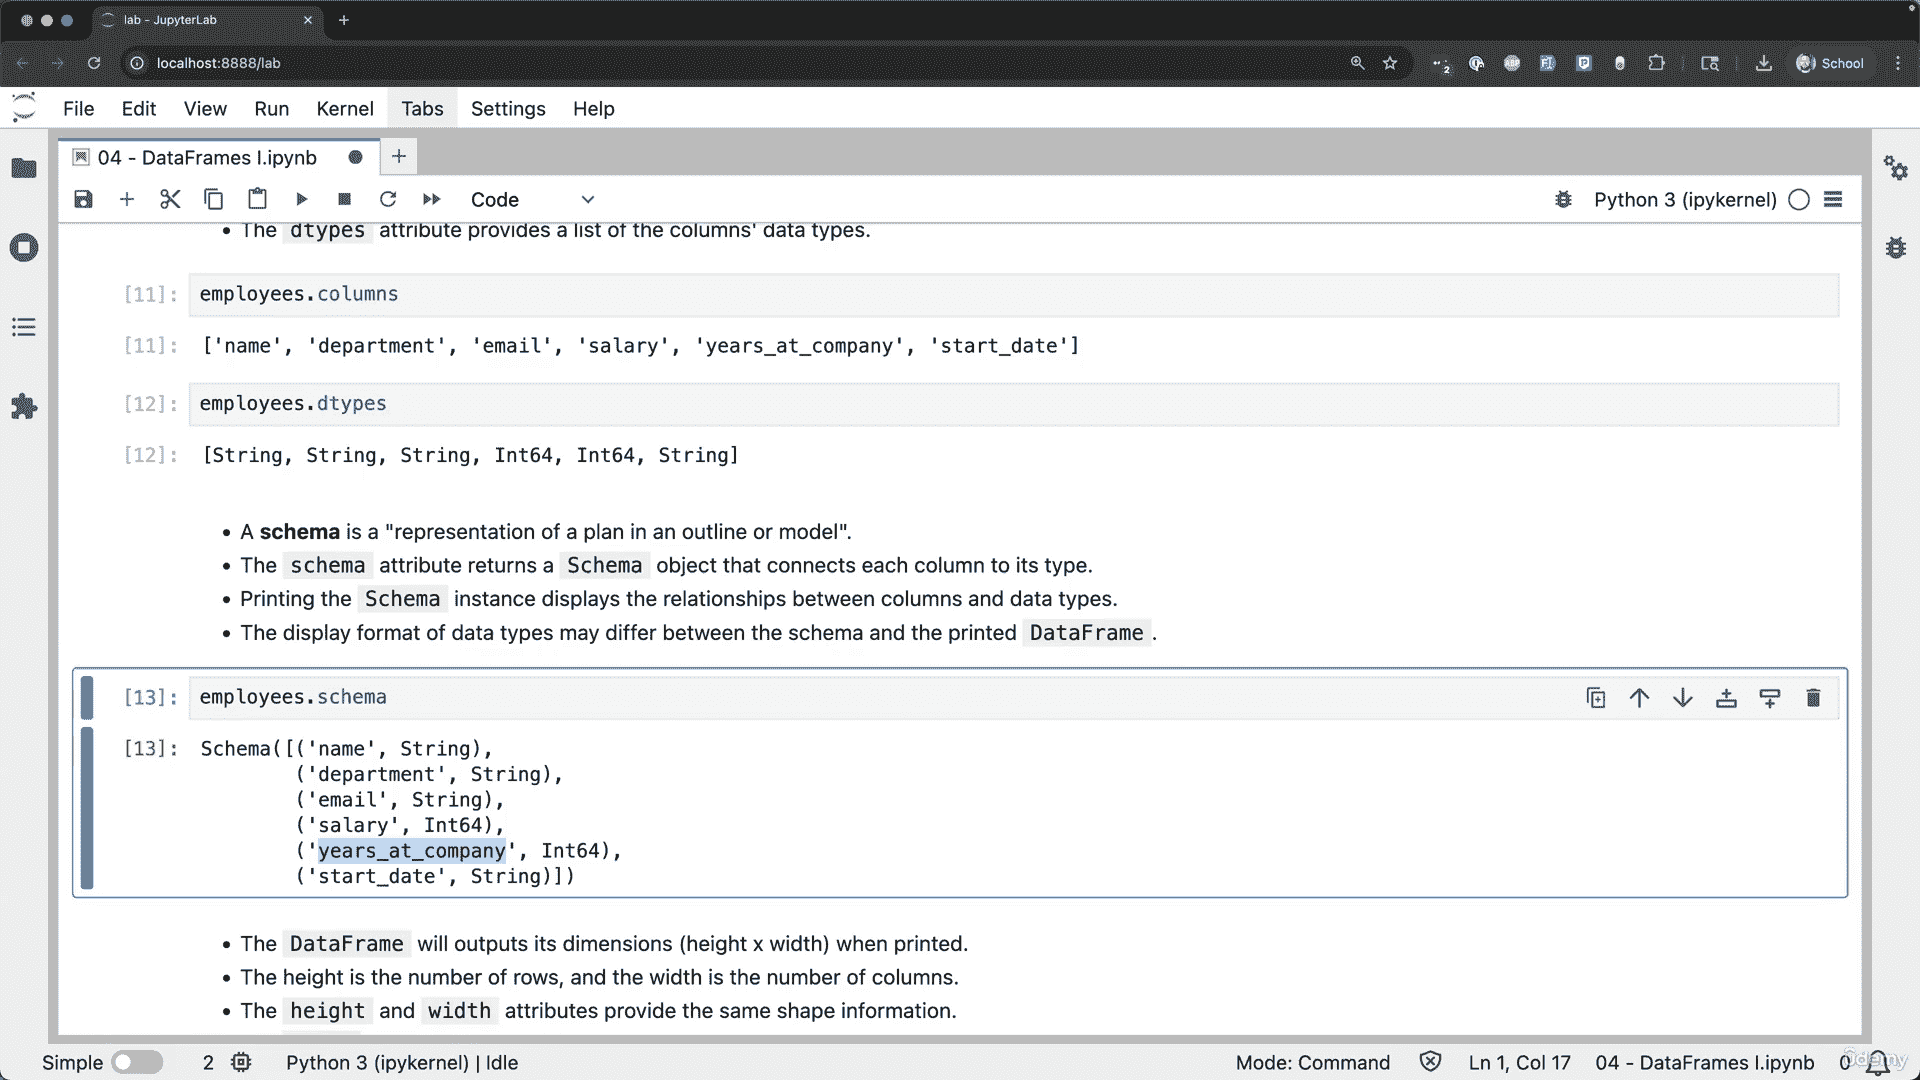 lab - JupyterLab
localhost:8888/lab
2
ABP
School
File Edit View Run Kernel Tabs Settings Help
04 - DataFrames I.ipynb
Code
Python 3 (ipykernel)
• The dtypes attribute provides a list of the columns' data types.
[11]: employees.columns
[11]: ['name', 'department', 'email', 'salary', 'years_at_company', 'start_date']
[12]: employees.dtypes
[12]: [String, String, String, Int64, Int64, String]
• A schema is a "representation of a plan in an outline or model".
• The schema attribute returns a Schema object that connects each column to its type.
• Printing the Schema instance displays the relationships between columns and data types.
• The display format of data types may differ between the schema and the printed DataFrame .
[13]: employees.schema
[13]: Schema([('name', String),
('department', String),
('email', String),
('salary', Int64),
('years_at_company', Int64),
('start_date', String)])
• The DataFrame will outputs its dimensions (height x width) when printed.
• The height is the number of rows, and the width is the number of columns.
• The height and width attributes provide the same shape information.
Simple 2 Python 3 (ipykernel) | Idle Mode: Command Ln 1, Col 17 04 - DataFrames I.ipynb 0